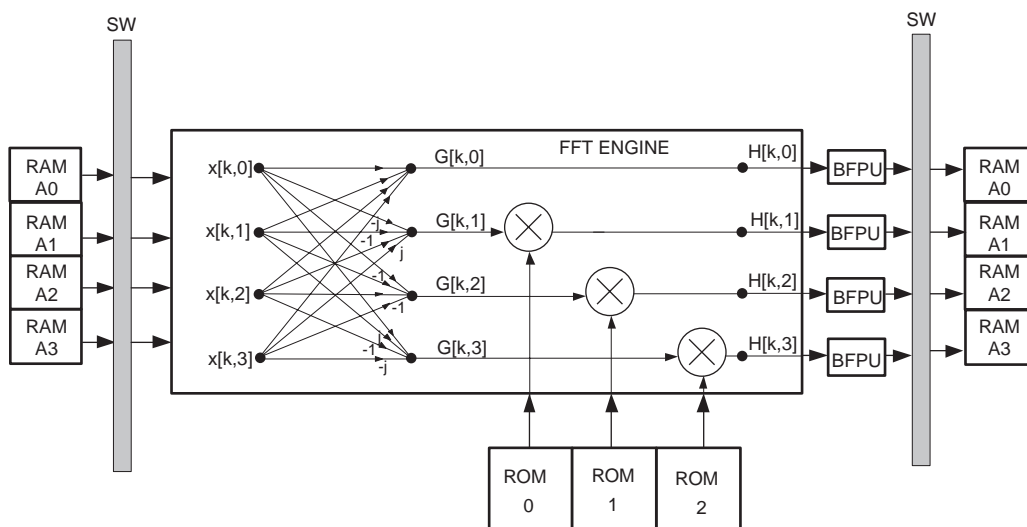 SW
SW
FFT ENGINE
RAM
A0
RAM
A1
RAM
A2
RAM
A3
x[k,0]
x[k,1]
x[k,2]
x[k,3]
G[k,0]
-j
-1
j
G[k,1]
-1
-1
G[k,2]
j
-1
-j
G[k,3]
H[k,0]
H[k,1]
H[k,2]
H[k,3]
BFPU
BFPU
BFPU
BFPU
RAM
A0
RAM
A1
RAM
A2
RAM
A3
ROM
0
ROM
1
ROM
2